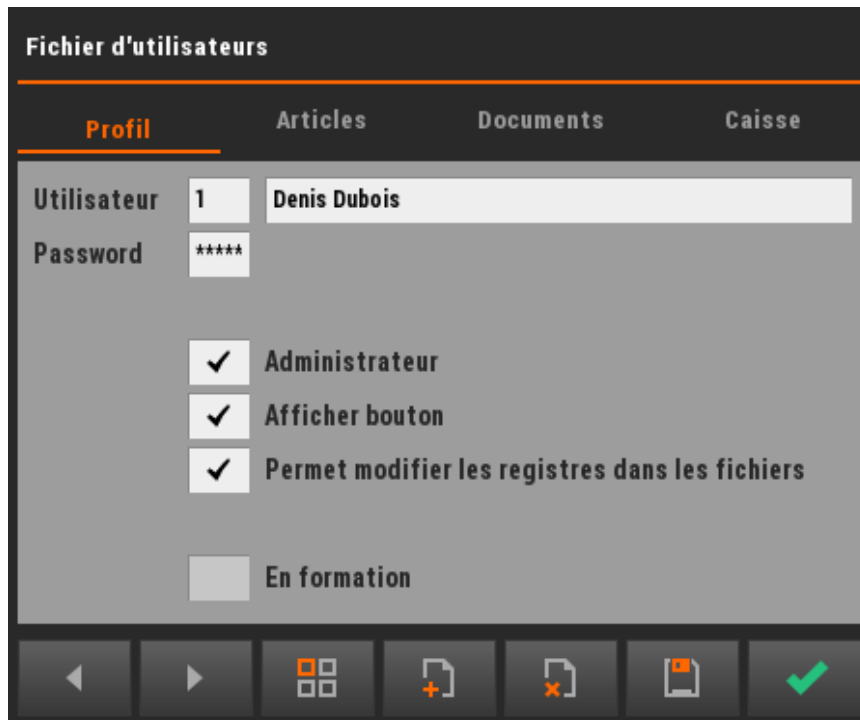 Fichier d'utilisateurs
Profil Articles Documents Caisse
Utilisateur 1 Denis Dubois
Password *****
Administrateur
Afficher bouton
Permet modifier les registres dans les fichiers
En formation